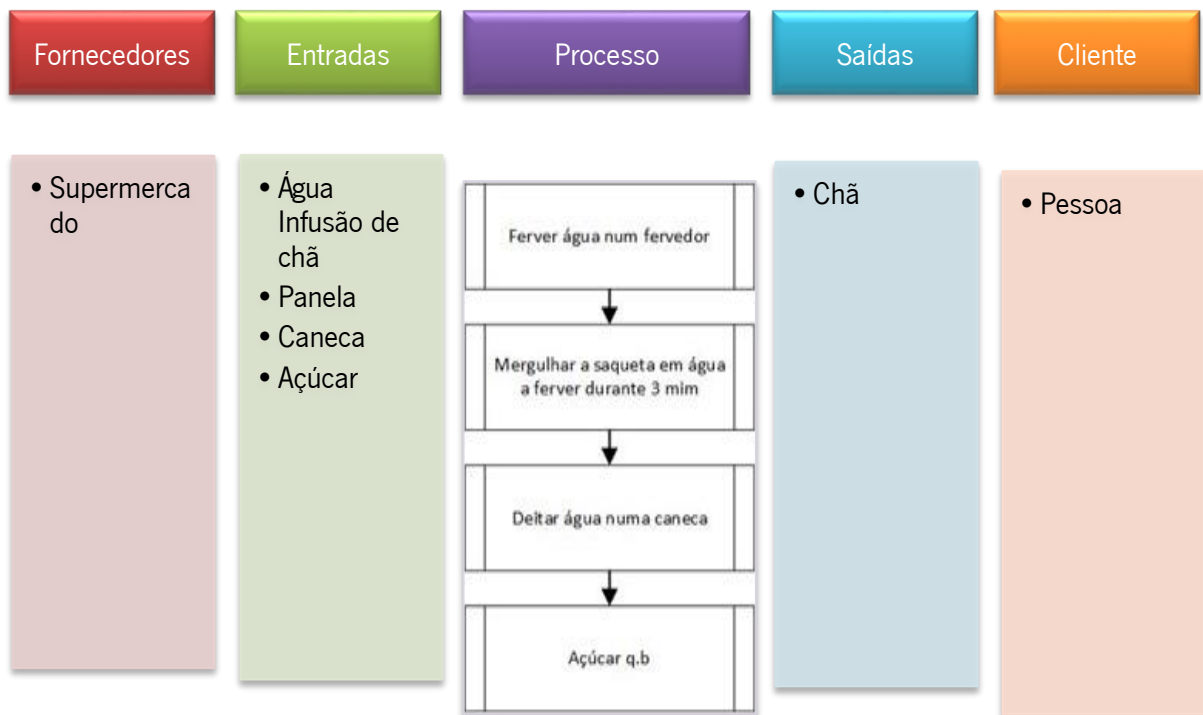 Fornecedores
Entradas
Processo
Saídas
Cliente
• Supermerca
do
• Água
Infusão de
chã
• Panela
• Caneca
• Açúcar
Ferver água num fervedor
Mergulhar a saqueta em água
a ferver durante 3 mim
Deitar água numa caneca
Açúcar q.b
• Chã
• Pessoa